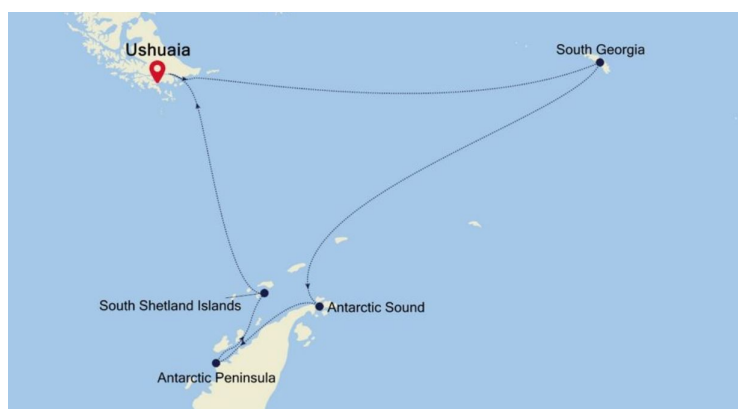 Ushuaia
South Georgia
South Shetland Islands
Antarctic Sound
Antarctic Peninsula